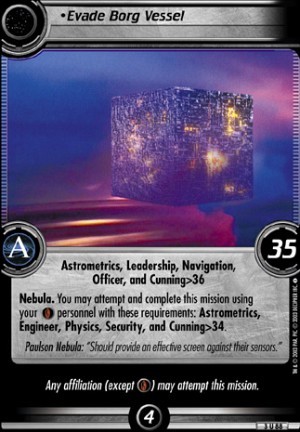 •Evade Borg Vessel
A
35
Astrometrics, Leadership, Navigation,
Officer, and Cunning>36
Nebula. You may attempt and complete this mission using
your personnel with these requirements: Astrometrics,
Engineer, Physics, Security, and Cunning>34.
Paulson Nebula: "Should provide an effective screen against their sensors."
Any affiliation (except ) may attempt this mission.
4